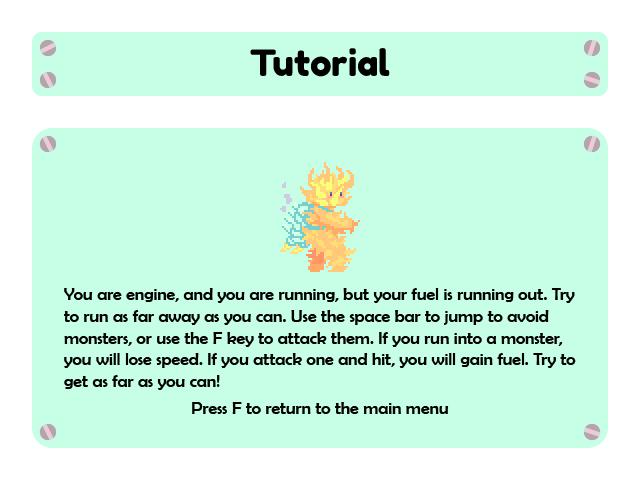 Tutorial
You are engine, and you are running, but your fuel is running out. Try
to run as far away as you can. Use the space bar to jump to avoid
monsters, or use the F key to attack them. If you run into a monster,
you will lose speed. If you attack one and hit, you will gain fuel. Try to
get as far as you can!
Press F to return to the main menu